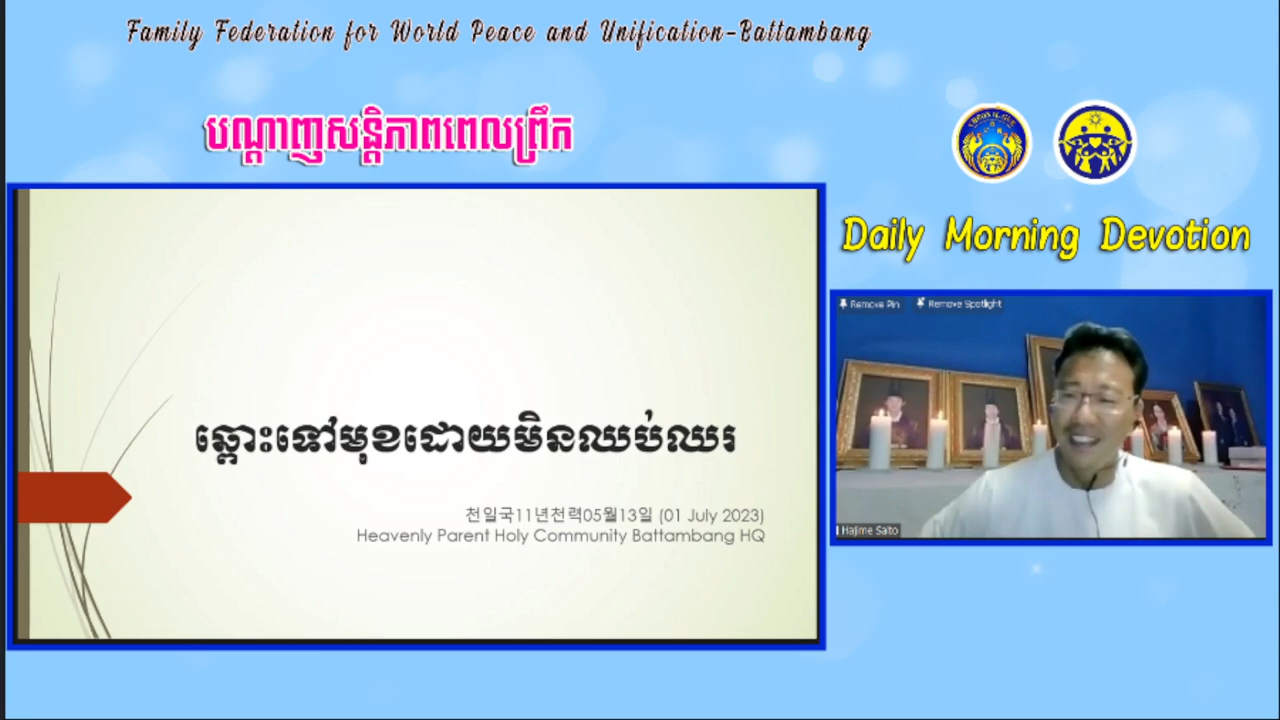 Family Federation for World Peace and Unification-Battambang
បណ្តាញសន្តិភាពពេលព្រឹក
Daily Morning Devotion
Remove Pin Remove Spotlight
ឆ្ពោះទៅមុខដោយមិនឈប់ឈរ
천일국11년천력05월13일 (01 July 2023)
Heavenly Parent Holy Community Battambang HQ
Hajime Saito